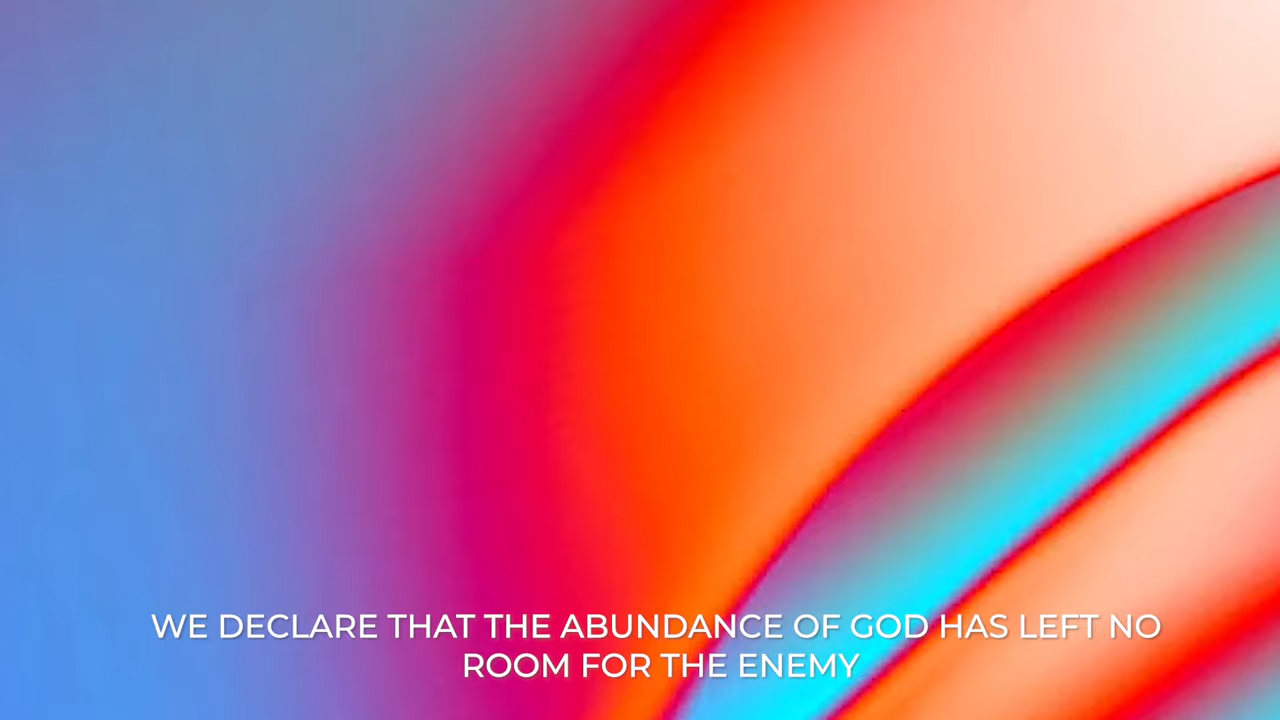 WE DECLARE THAT THE ABUNDANCE OF GOD HAS LEFT NO
ROOM FOR THE ENEMY